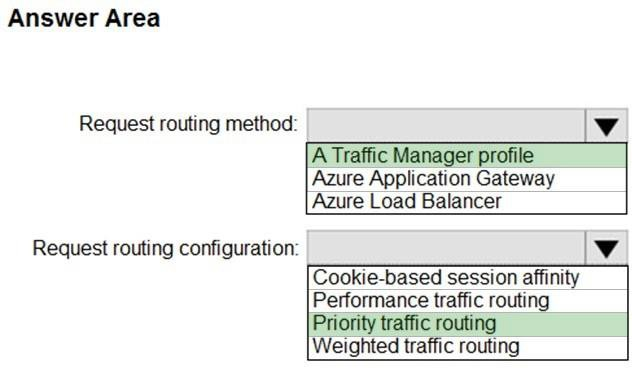 Answer Area
Request routing method:
A Traffic Manager profile
Azure Application Gateway
Azure Load Balancer
Request routing configuration:
Cookie-based session affinity
Performance traffic routing
Priority traffic routing
Weighted traffic routing